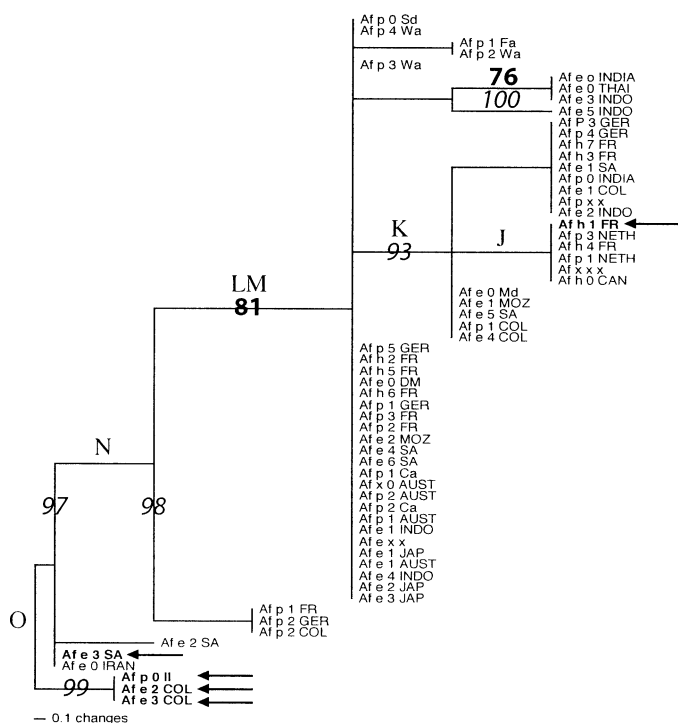 Af p 0 Sd
Af p 4 Wa
Af p 1 Fa
Af p 2 Wa
Af p 3 Wa
76
100
Af e o INDIA
Af e 0 THAI
Af e 3 INDO
Af e 5 INDO
Af P 3 GER
Af p 4 GER
Af h 7 FR
Af h 3 FR
Af e 1 SA
Af p 0 INDIA
Af e 1 COL
Af p x x
Af e 2 INDO
K
93
J
Af h 1 FR
Af p 3 NETH
Af h 4 FR
Af p 1 NETH
Af x x x
Af h 0 CAN
LM
81
Af e 0 Md
Af e 1 MOZ
Af e 5 SA
Af p 1 COL
Af e 4 COL
Af p 5 GER
Af h 2 FR
Af h 5 FR
Af e 0 DM
Af h 6 FR
Af p 1 GER
Af p 3 FR
Af p 2 FR
Af e 2 MOZ
Af e 4 SA
Af e 6 SA
Af p 1 Ca
Af x 0 AUST
Af p 2 AUST
Af p 2 Ca
Af p 1 AUST
Af e 1 INDO
Af e x x
Af e 1 JAP
Af e 1 AUST
Af e 4 INDO
Af e 2 JAP
Af e 3 JAP
N
97
98
Af p 1 FR
Af p 2 GER
Af p 2 COL
O
Af e 2 SA
Af e 3 SA
Af e 0 IRAN
99
Af p 0 II
Af e 2 COL
Af e 3 COL
— 0.1 changes